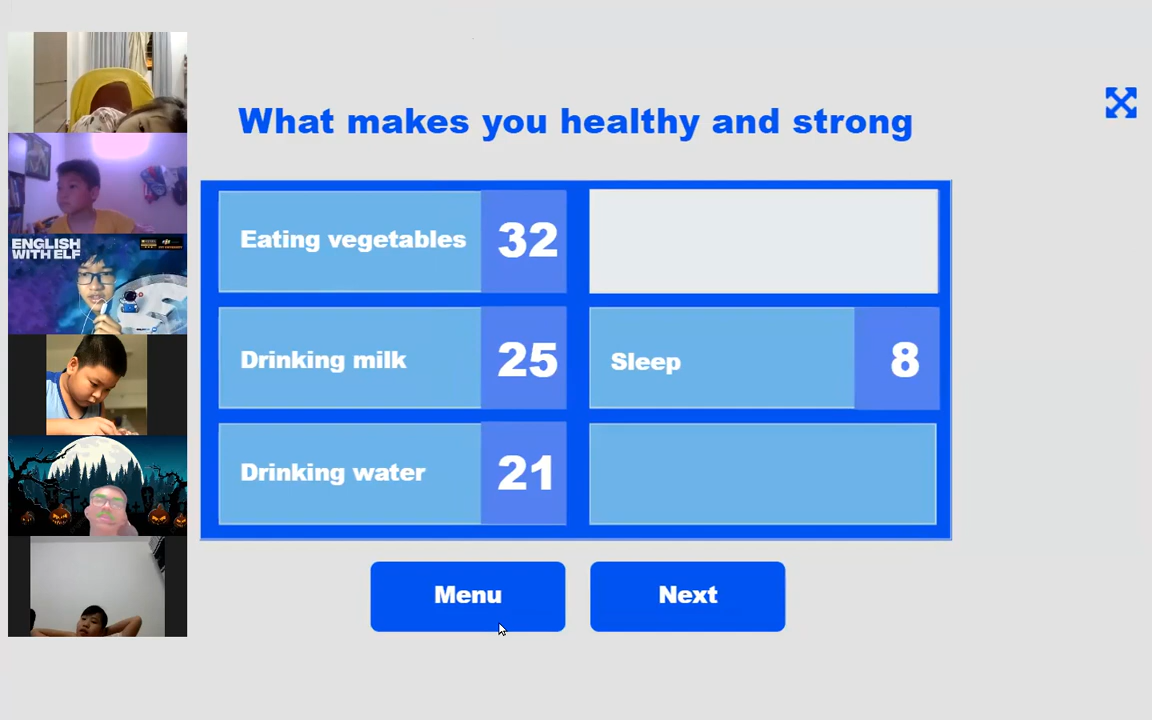 What makes you healthy and strong
ENGLISH
WITH ELF
Eating vegetables 32
Drinking milk 25
Sleep 8
Drinking water 21
Menu
Next